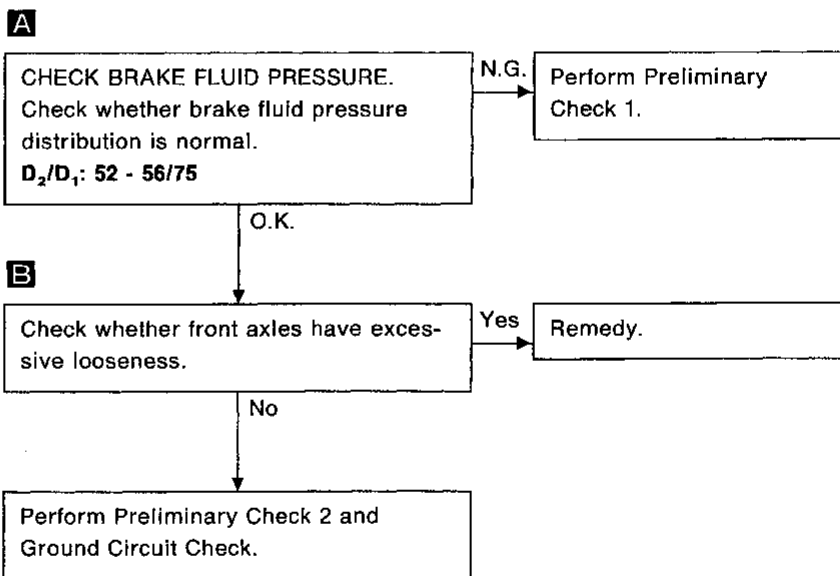 A
CHECK BRAKE FLUID PRESSURE.
Check whether brake fluid pressure
distribution is normal.
D₂/D₁: 52 - 56/75
N.G.
Perform Preliminary
Check 1.
O.K.
B
Check whether front axles have exces-
sive looseness.
Yes
Remedy.
No
Perform Preliminary Check 2 and
Ground Circuit Check.